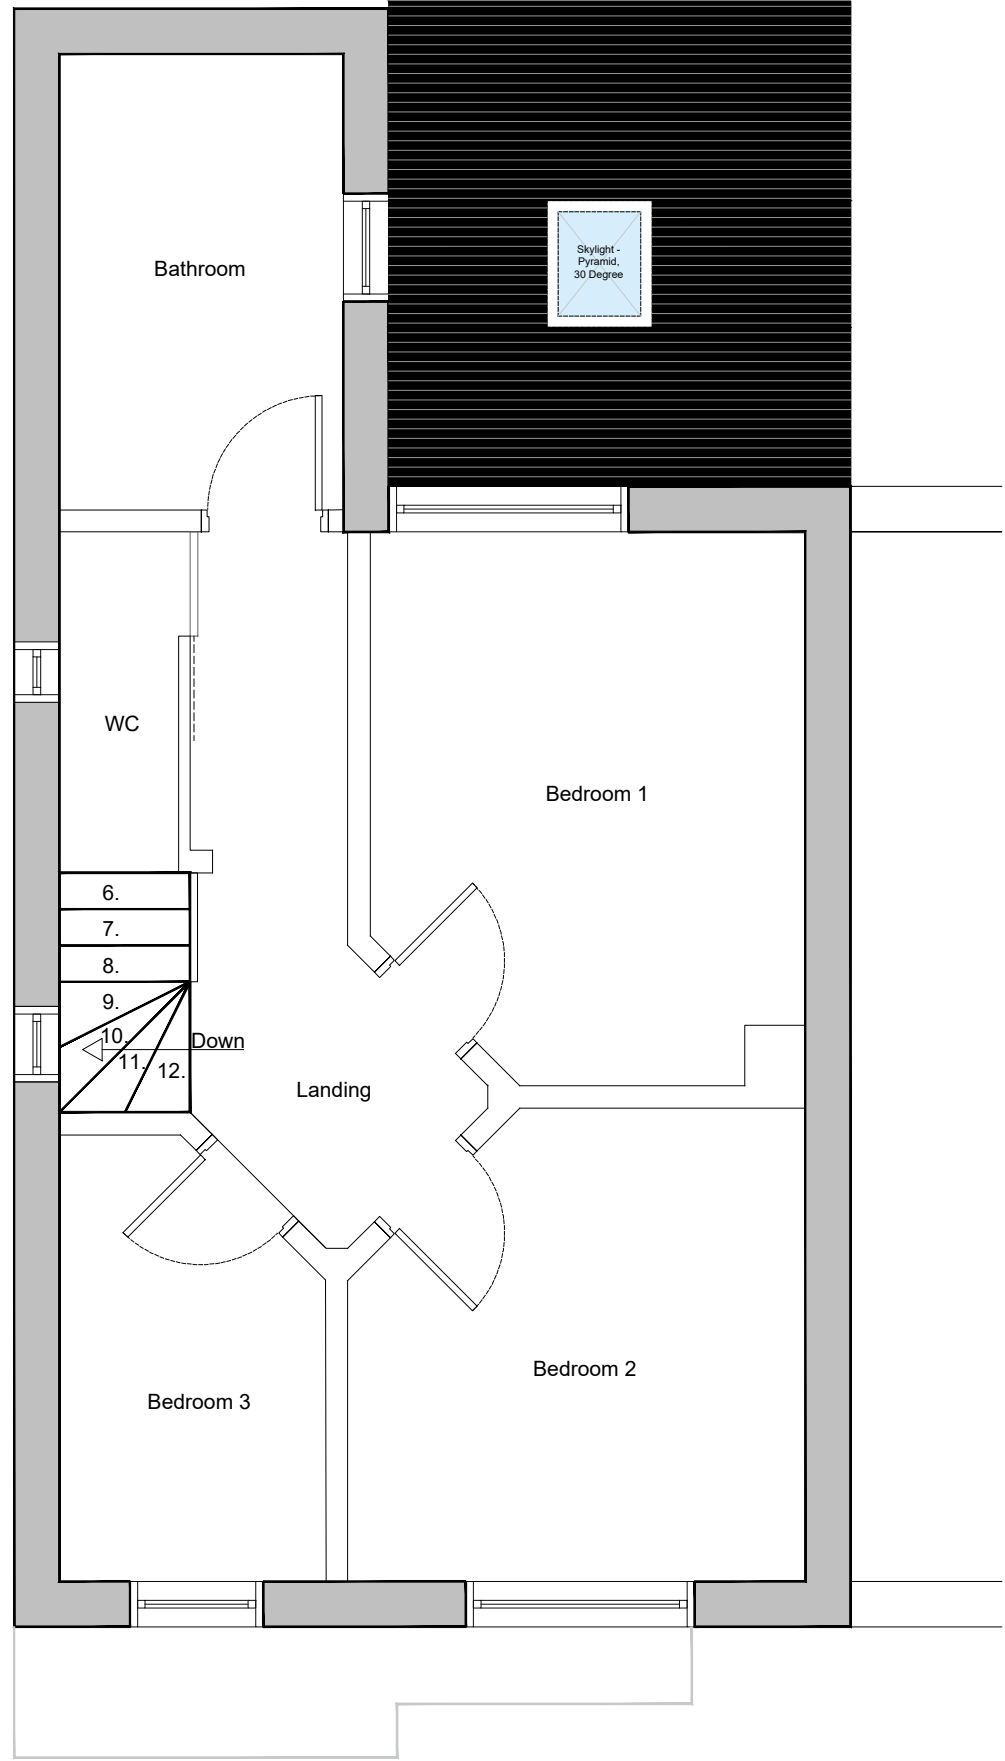 Skylight -
Pyramid,
30 Degree
Bathroom
WC
Bedroom 1
6.
7.
8.
9.
10.
11.
12.
Down
Landing
Bedroom 2
Bedroom 3